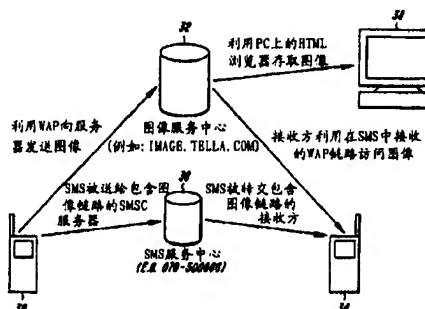 32
38
利用PC上的HTML
浏览器存取图像
利用WAP向服务
器发送图像
图像服务中心
(例如:IMAGE.TELLA.COM)
接收方利用在SMS中接收
的WAP链路访问图像
SMS被送给包含图
像链路的SMSC
服务器
30
SMS被转交包含
图像链路的
接收方
SMS服务中心